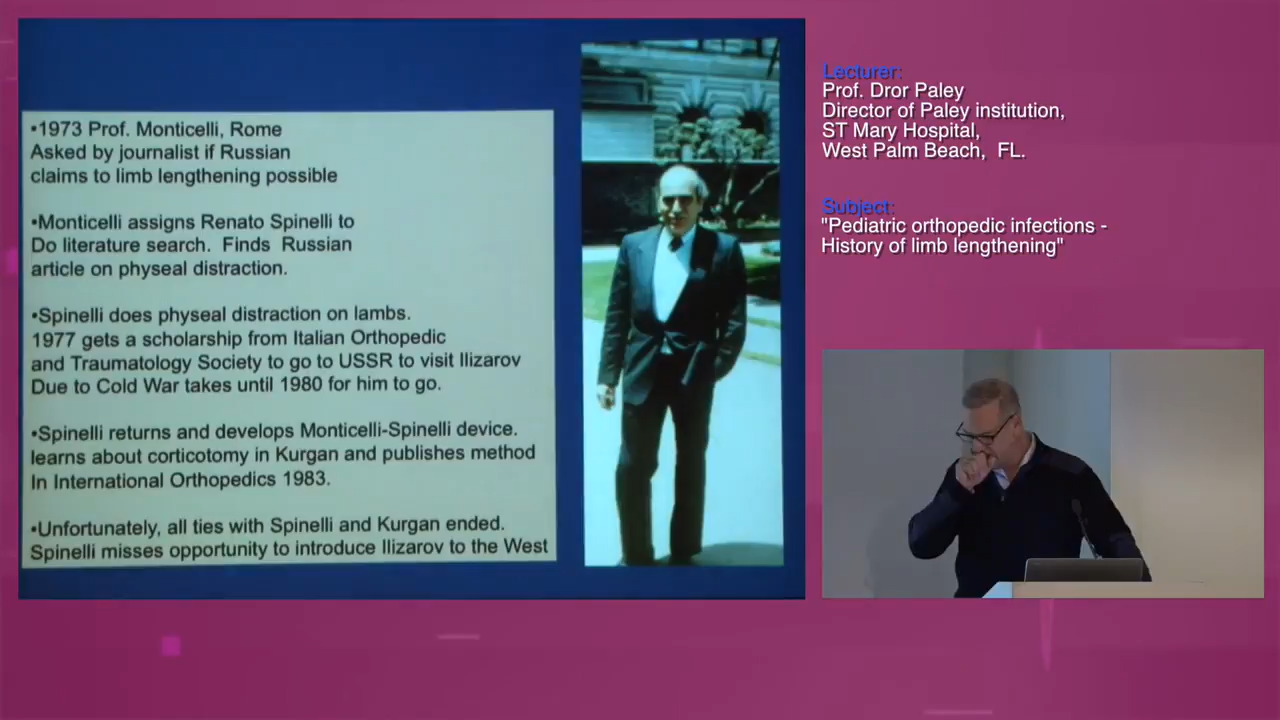 •1973 Prof. Monticelli, Rome
Asked by journalist if Russian
claims to limb lengthening possible
•Monticelli assigns Renato Spinelli to
Do literature search.  Finds  Russian
article on physeal distraction.
•Spinelli does physeal distraction on lambs.
1977 gets a scholarship from Italian Orthopedic
and Traumatology Society to go to USSR to visit Ilizarov
Due to Cold War takes until 1980 for him to go.
•Spinelli returns and develops Monticelli-Spinelli device.
learns about corticotomy in Kurgan and publishes method
In International Orthopedics 1983.
•Unfortunately, all ties with Spinelli and Kurgan ended.
Spinelli misses opportunity to introduce Ilizarov to the West
Lecturer:
Prof. Dror Paley
Director of Paley institution,
ST Mary Hospital,
West Palm Beach,  FL.
Subject:
"Pediatric orthopedic infections -
History of limb lengthening"